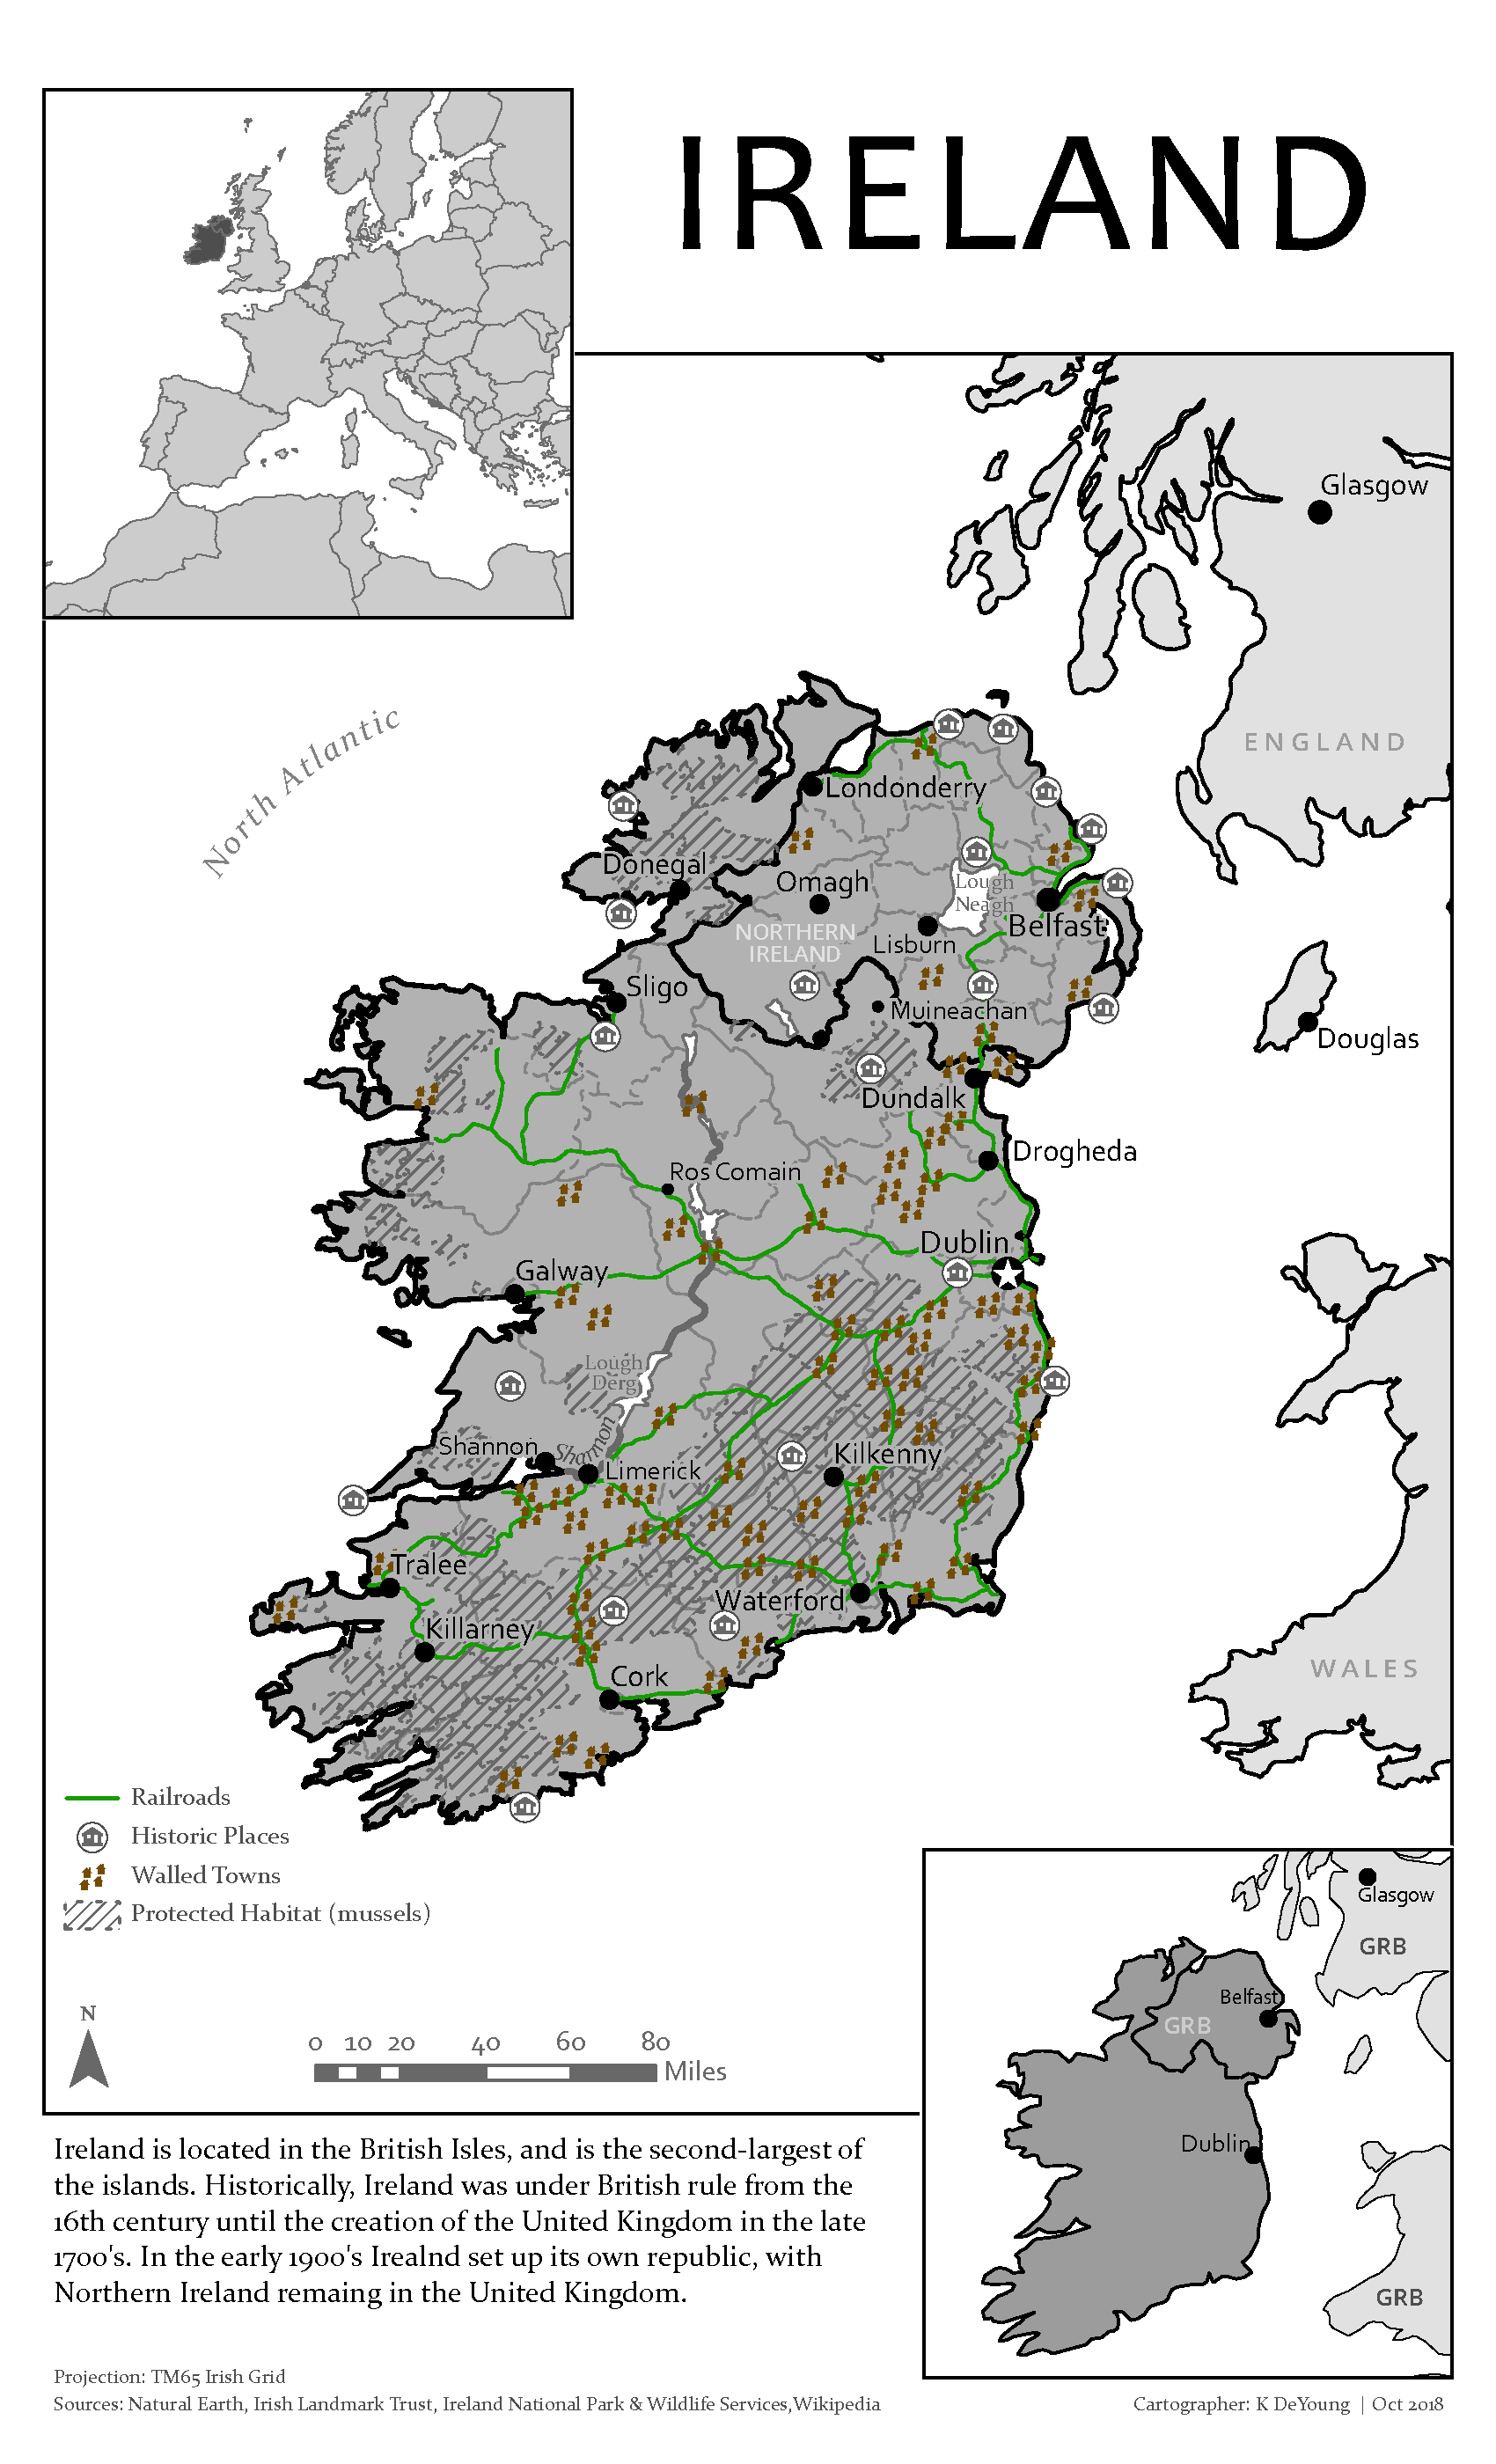 IRELAND
Glasgow
ENGLAND
North Atlantic
Londonderry
Donegal
Omagh
Lough
Neagh
Belfast
NORTHERN
IRELAND
Lisburn
Sligo
Muineachan
Douglas
Dundalk
Drogheda
Ros Comain
Dublin
Galway
Lough
Derg
Shannon
Shannon
Kilkenny
Limerick
Tralee
Waterford
Killarney
Cork
WALES
Railroads
Historic Places
Walled Towns
Protected Habitat (mussels)
N
0 10 20 40 60 80
Miles
Glasgow
GRB
Belfast
GRB
Dublin
GRB
Ireland is located in the British Isles, and is the second-largest of
the islands. Historically, Ireland was under British rule from the
16th century until the creation of the United Kingdom in the late
1700's. In the early 1900's Irealnd set up its own republic, with
Northern Ireland remaing in the United Kingdom.
Projection: TM65 Irish Grid
Sources: Natural Earth, Irish Landmark Trust, Ireland National Park & Wildlife Services,Wikipedia
Cartographer: K DeYoung | Oct 2018